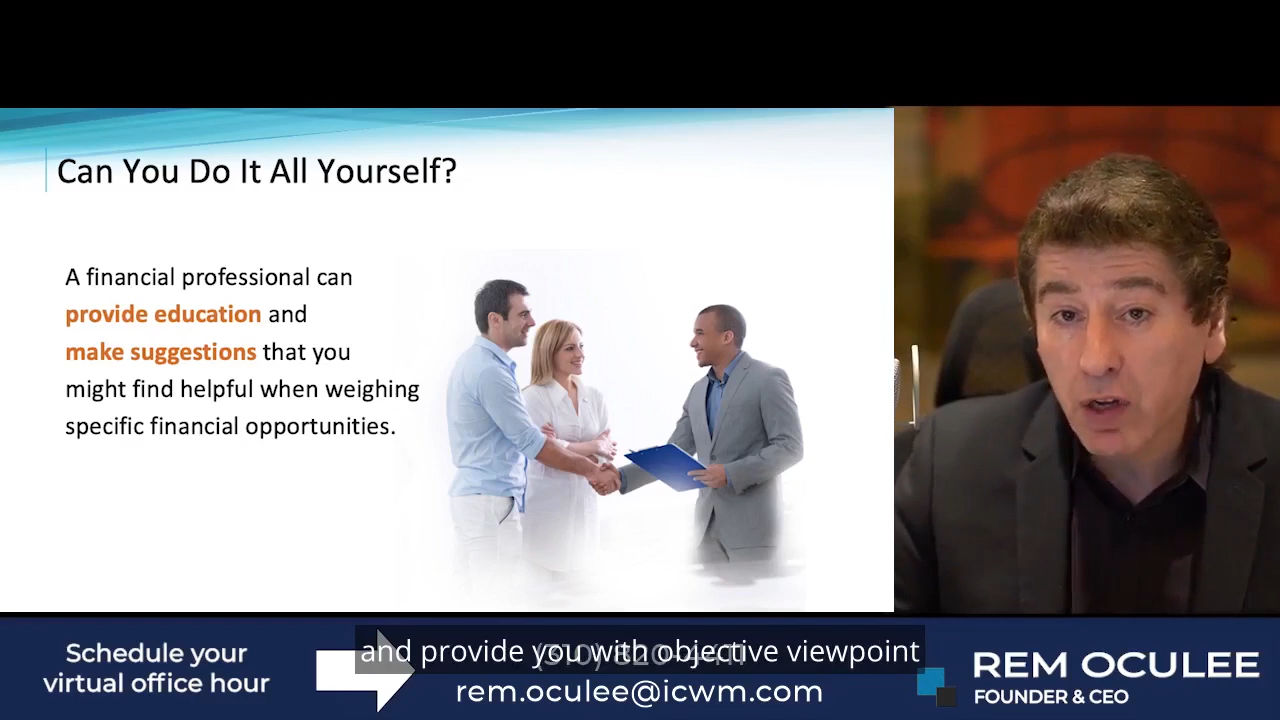 Can You Do It All Yourself?
A financial professional can
provide education and
make suggestions that you
might find helpful when weighing
specific financial opportunities.
Schedule your
virtual office hour
and provide you with objective viewpoint
rem.oculee@icwm.com
REM OCULEE
FOUNDER & CEO